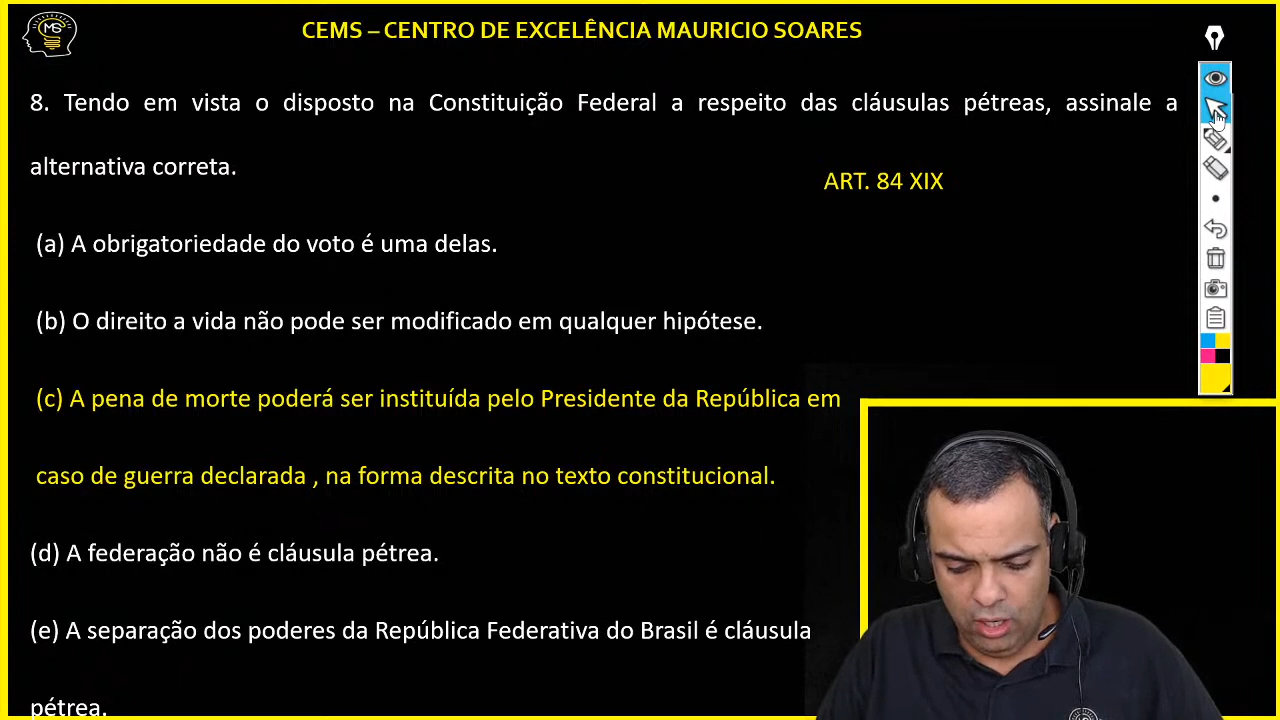 MS
CEMS – CENTRO DE EXCELÊNCIA MAURICIO SOARES
8. Tendo em vista o disposto na Constituição Federal a respeito das cláusulas pétreas, assinale a
alternativa correta.
ART. 84 XIX
(a) A obrigatoriedade do voto é uma delas.
(b) O direito a vida não pode ser modificado em qualquer hipótese.
(c) A pena de morte poderá ser instituída pelo Presidente da República em
caso de guerra declarada , na forma descrita no texto constitucional.
(d) A federação não é cláusula pétrea.
(e) A separação dos poderes da República Federativa do Brasil é cláusula
pétrea.